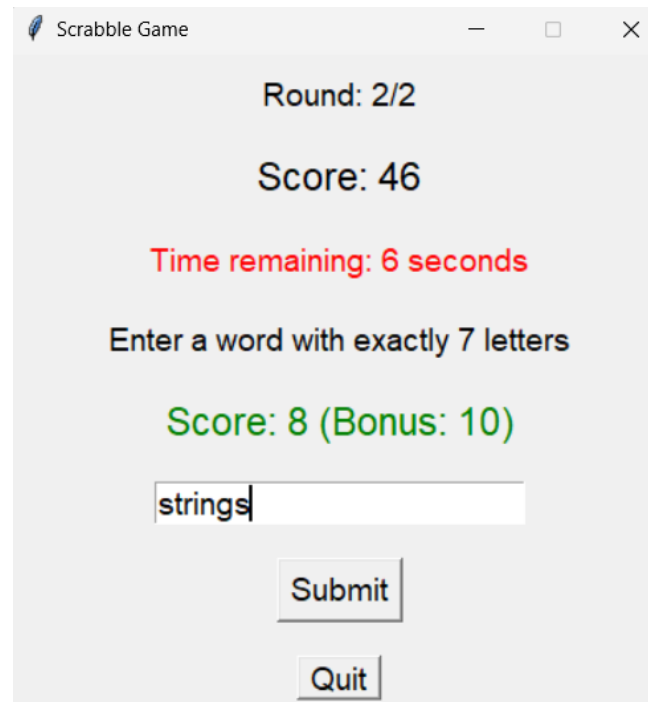 Scrabble Game
Round: 2/2
Score: 46
Time remaining: 6 seconds
Enter a word with exactly 7 letters
Score: 8 (Bonus: 10)
strings
Submit
Quit